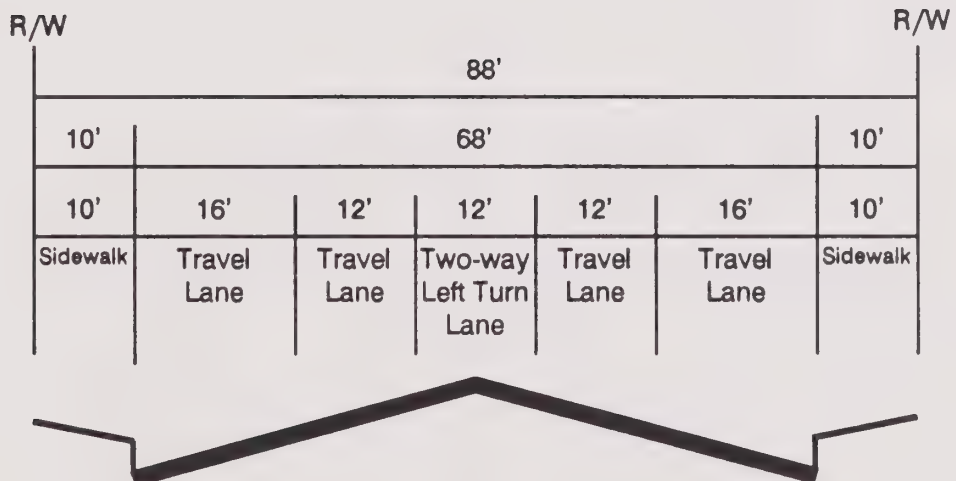 R/W R/W
88'
10' 68' 10'
10' 16' 12' 12' 12' 16' 10'
Sidewalk Travel Travel Two-way Travel Travel Sidewalk
Lane Lane Left Turn Lane Lane
Lane